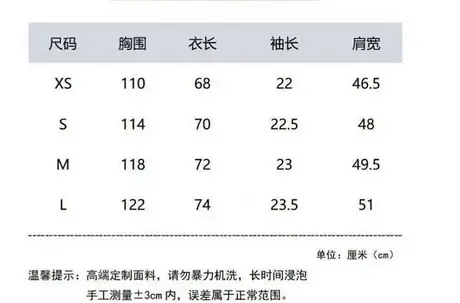 尺码 胸围 衣长 袖长 肩宽
XS 110 68 22 46.5
S 114 70 22.5 48
M 118 72 23 49.5
L 122 74 23.5 51
单位：厘米（cm）
温馨提示：高端定制面料，请勿暴力机洗，长时间浸泡
手工测量±3cm内，误差属于正常范围。